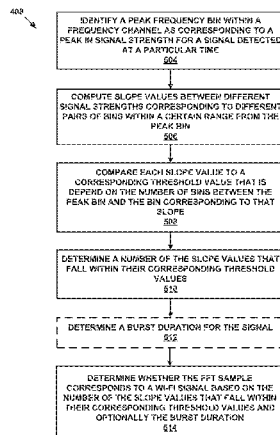 400
IDENTIFY A PEAK FREQUENCY BIN WITHIN A
FREQUENCY CHANNEL AS CORRESPONDING TO A
PEAK IN SIGNAL STRENGTH FOR A SIGNAL DETECTED
AT A PARTICULAR TIME
504
COMPUTE SLOPE VALUES BETWEEN DIFFERENT
SIGNAL STRENGTHS CORRESPONDING TO DIFFERENT
PAIRS OF BINS WITHIN A CERTAIN RANGE FROM THE
PEAK BIN
506
COMPARE EACH SLOPE VALUE TO A
CORRESPONDING THRESHOLD VALUE THAT IS
DEPEND ON THE NUMBER OF BINS BETWEEN THE
PEAK BIN AND THE BIN CORRESPONDING TO THAT
SLOPE
508
DETERMINE A NUMBER OF THE SLOPE VALUES THAT
FALL WITHIN THEIR CORRESPONDING THRESHOLD
VALUES
510
DETERMINE A BURST DURATION FOR THE SIGNAL
512
DETERMINE WHETHER THE FFT SAMPLE
CORRESPONDS TO A WI-FI SIGNAL BASED ON THE
NUMBER OF THE SLOPE VALUES THAT FALL WITHIN
THEIR CORRESPONDING THRESHOLD VALUES AND
OPTIONALLY THE BURST DURATION
514